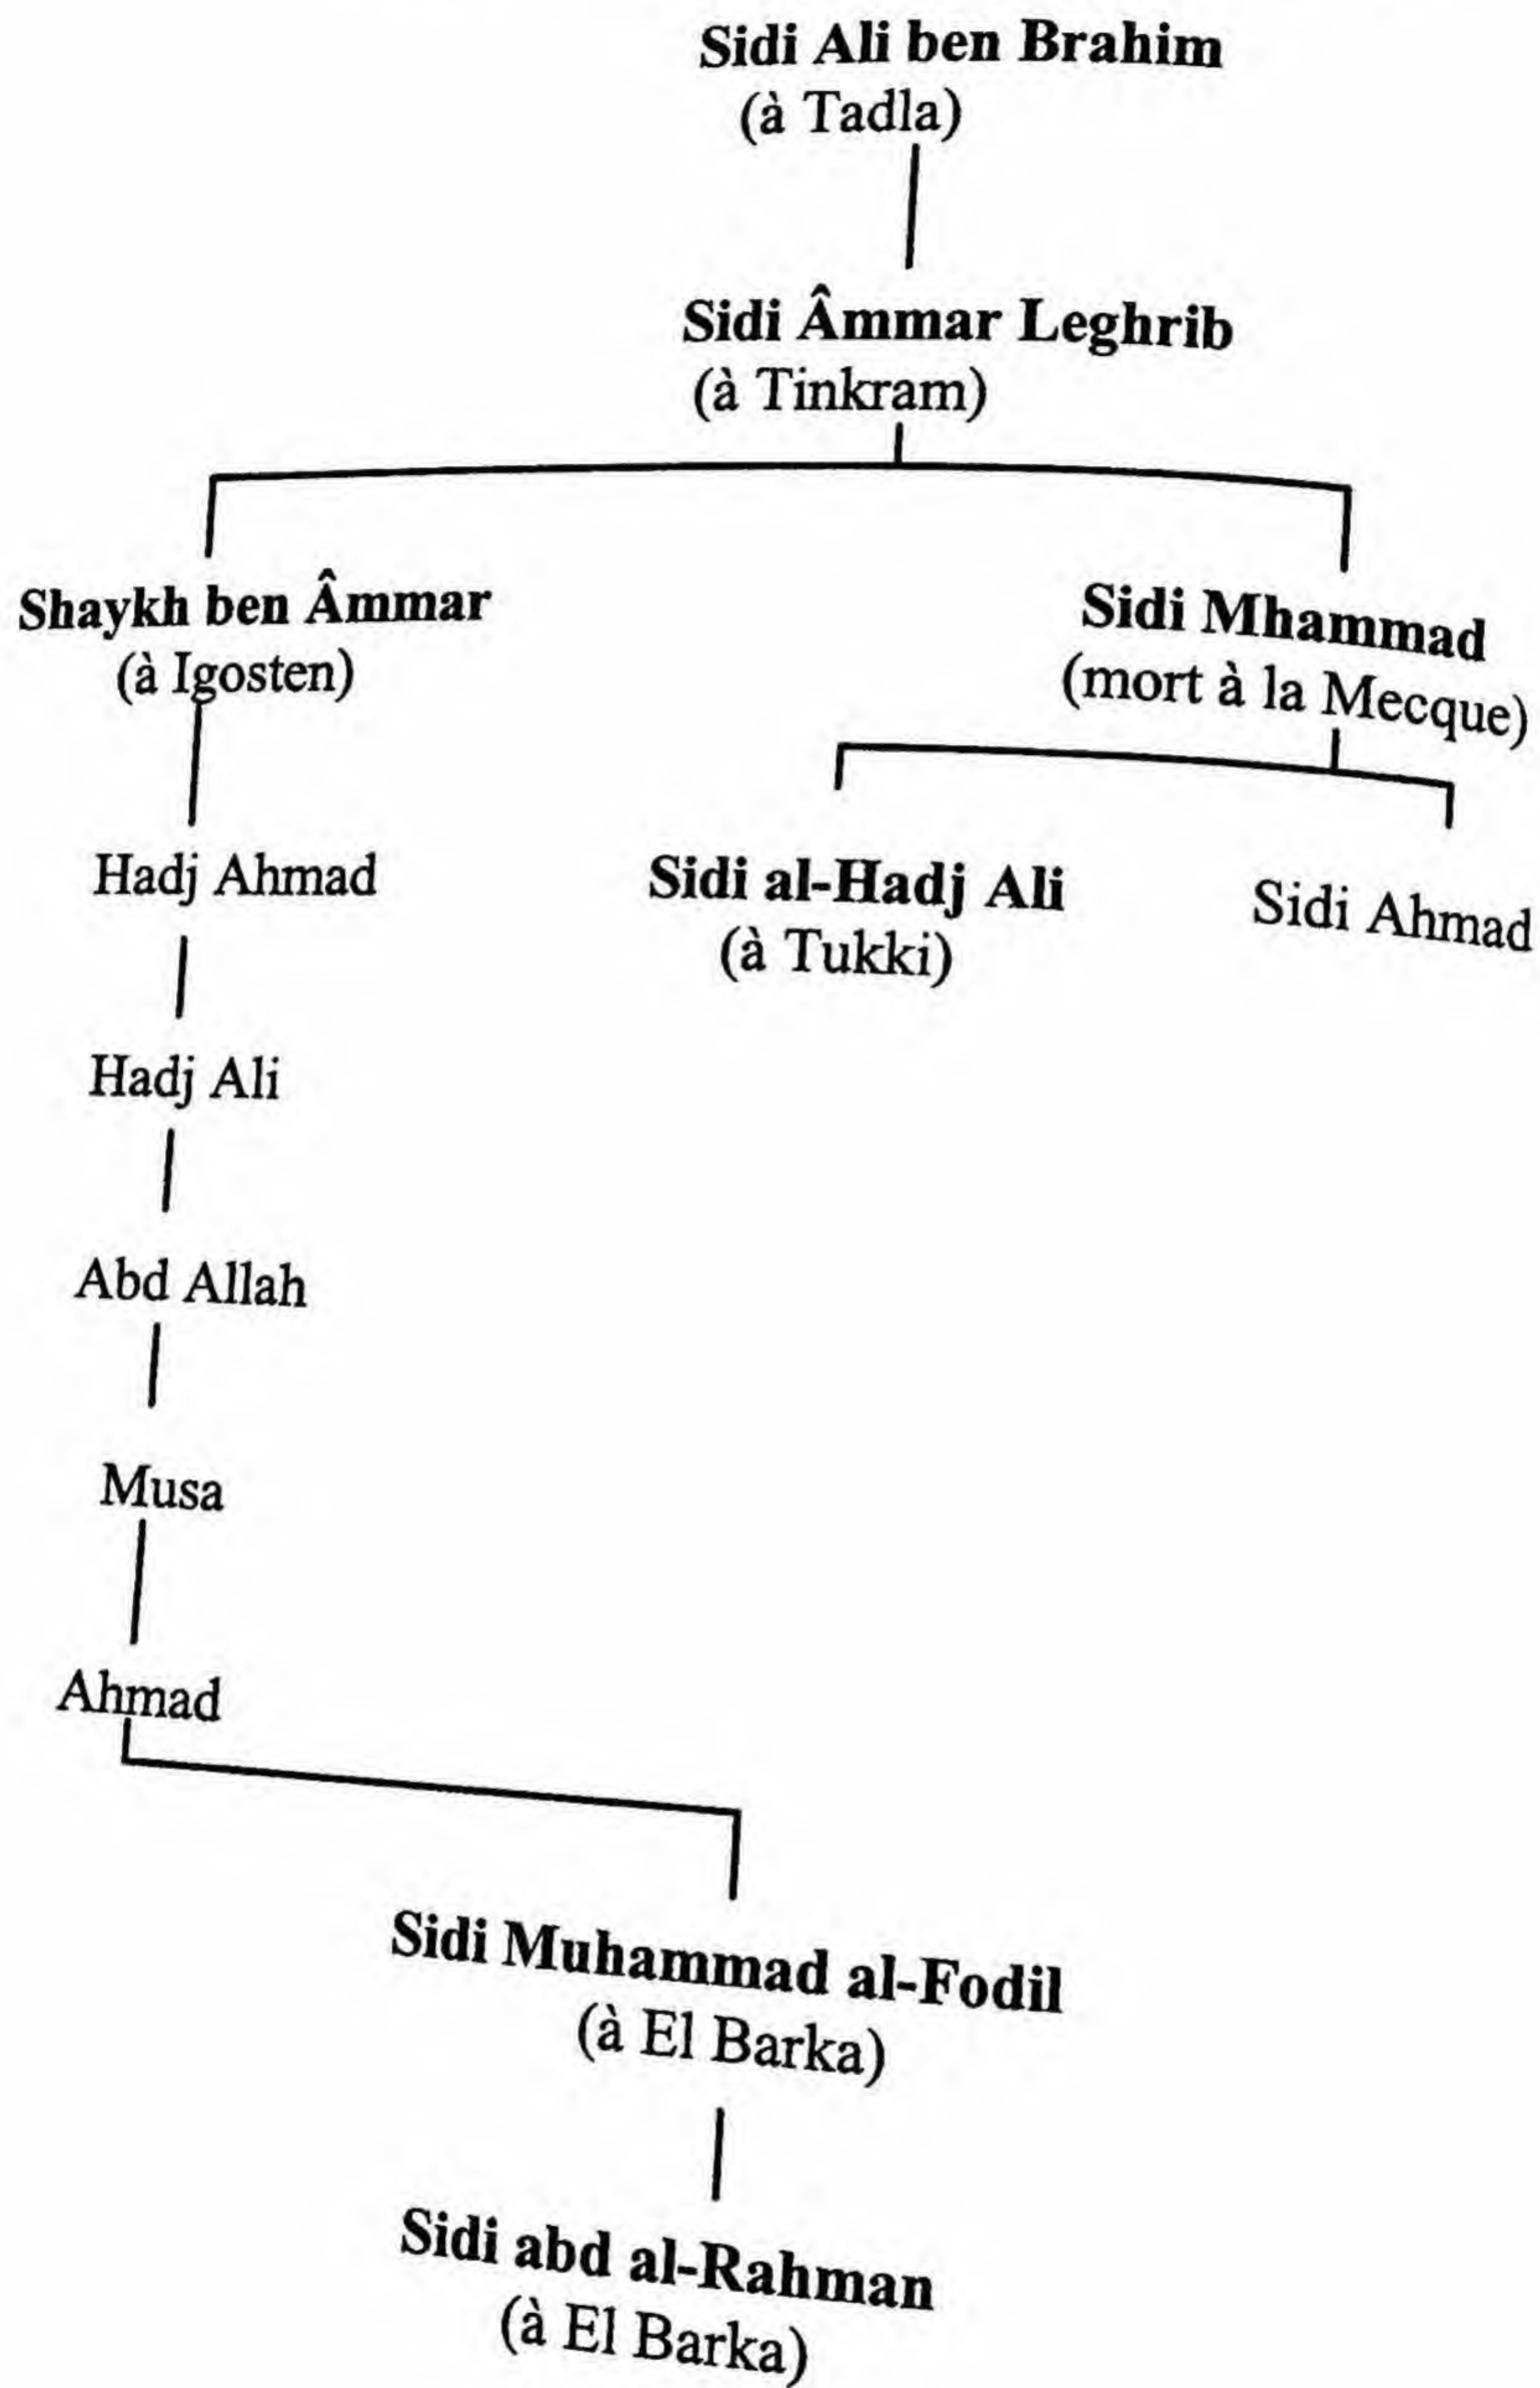 Sidi Ali ben Brahim
(à Tadla)
Sidi Âmmar Leghrib
(à Tinkram)
Shaykh ben Âmmar
(à Igosten)
Sidi Mhammad
(mort à la Mecque)
Hadj Ahmad
Sidi al-Hadj Ali
(à Tukki)
Sidi Ahmad
Hadj Ali
Abd Allah
Musa
Ahmad
Sidi Muhammad al-Fodil
(à El Barka)
Sidi abd al-Rahman
(à El Barka)